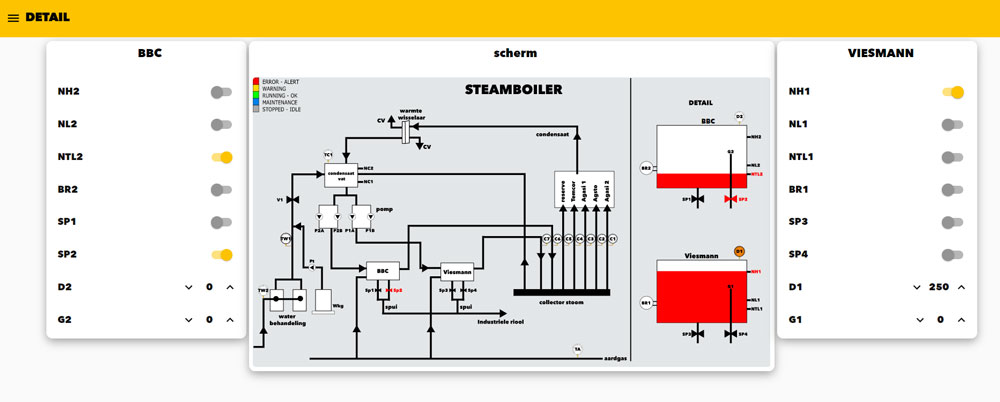 DETAIL
BBC
NH2
NL2
NTL2
BR2
SP1
SP2
D2 0
G2 0
scherm
ERROR - ALERT
WARNING
RUNNING - OK
MAINTENANCE
STOPPED - IDLE
STEAMBOILER
warmte
wisselaar
CV
CV
condensaat
TC1
condensaat
vat
NC2
NC1
reserve
Temcor
Agasi 1
Agsto
Agasi 2
V1
pomp
P2A
P2B
P1A
P1B
TW1
C7
C6
C5
C4
C3
C2
C1
Pt
BBC
Viesmann
TW2
Wkg
Sp1
Sp2
Sp3
Sp4
spui
spui
collector stoom
water
behandeling
Industriele riool
TA
aardgas
DETAIL
BBC
D2
NH2
G2
BR2
NL2
NTL2
SP1
SP2
Viesmann
D1
NH1
G1
BR1
NL1
NTL1
SP3
SP4
VIESMANN
NH1
NL1
NTL1
BR1
SP3
SP4
D1 250
G1 0